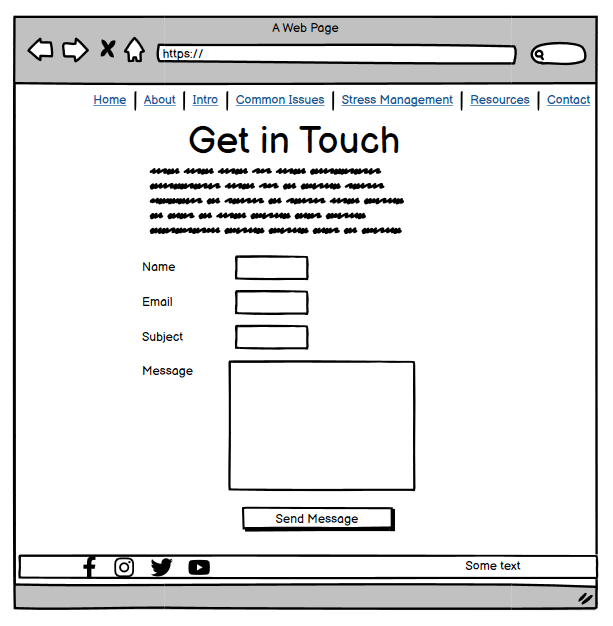 A Web Page
https://
Home | About | Intro | Common Issues | Stress Management | Resources | Contact
Get in Touch
Name
Email
Subject
Message
Send Message
Some text